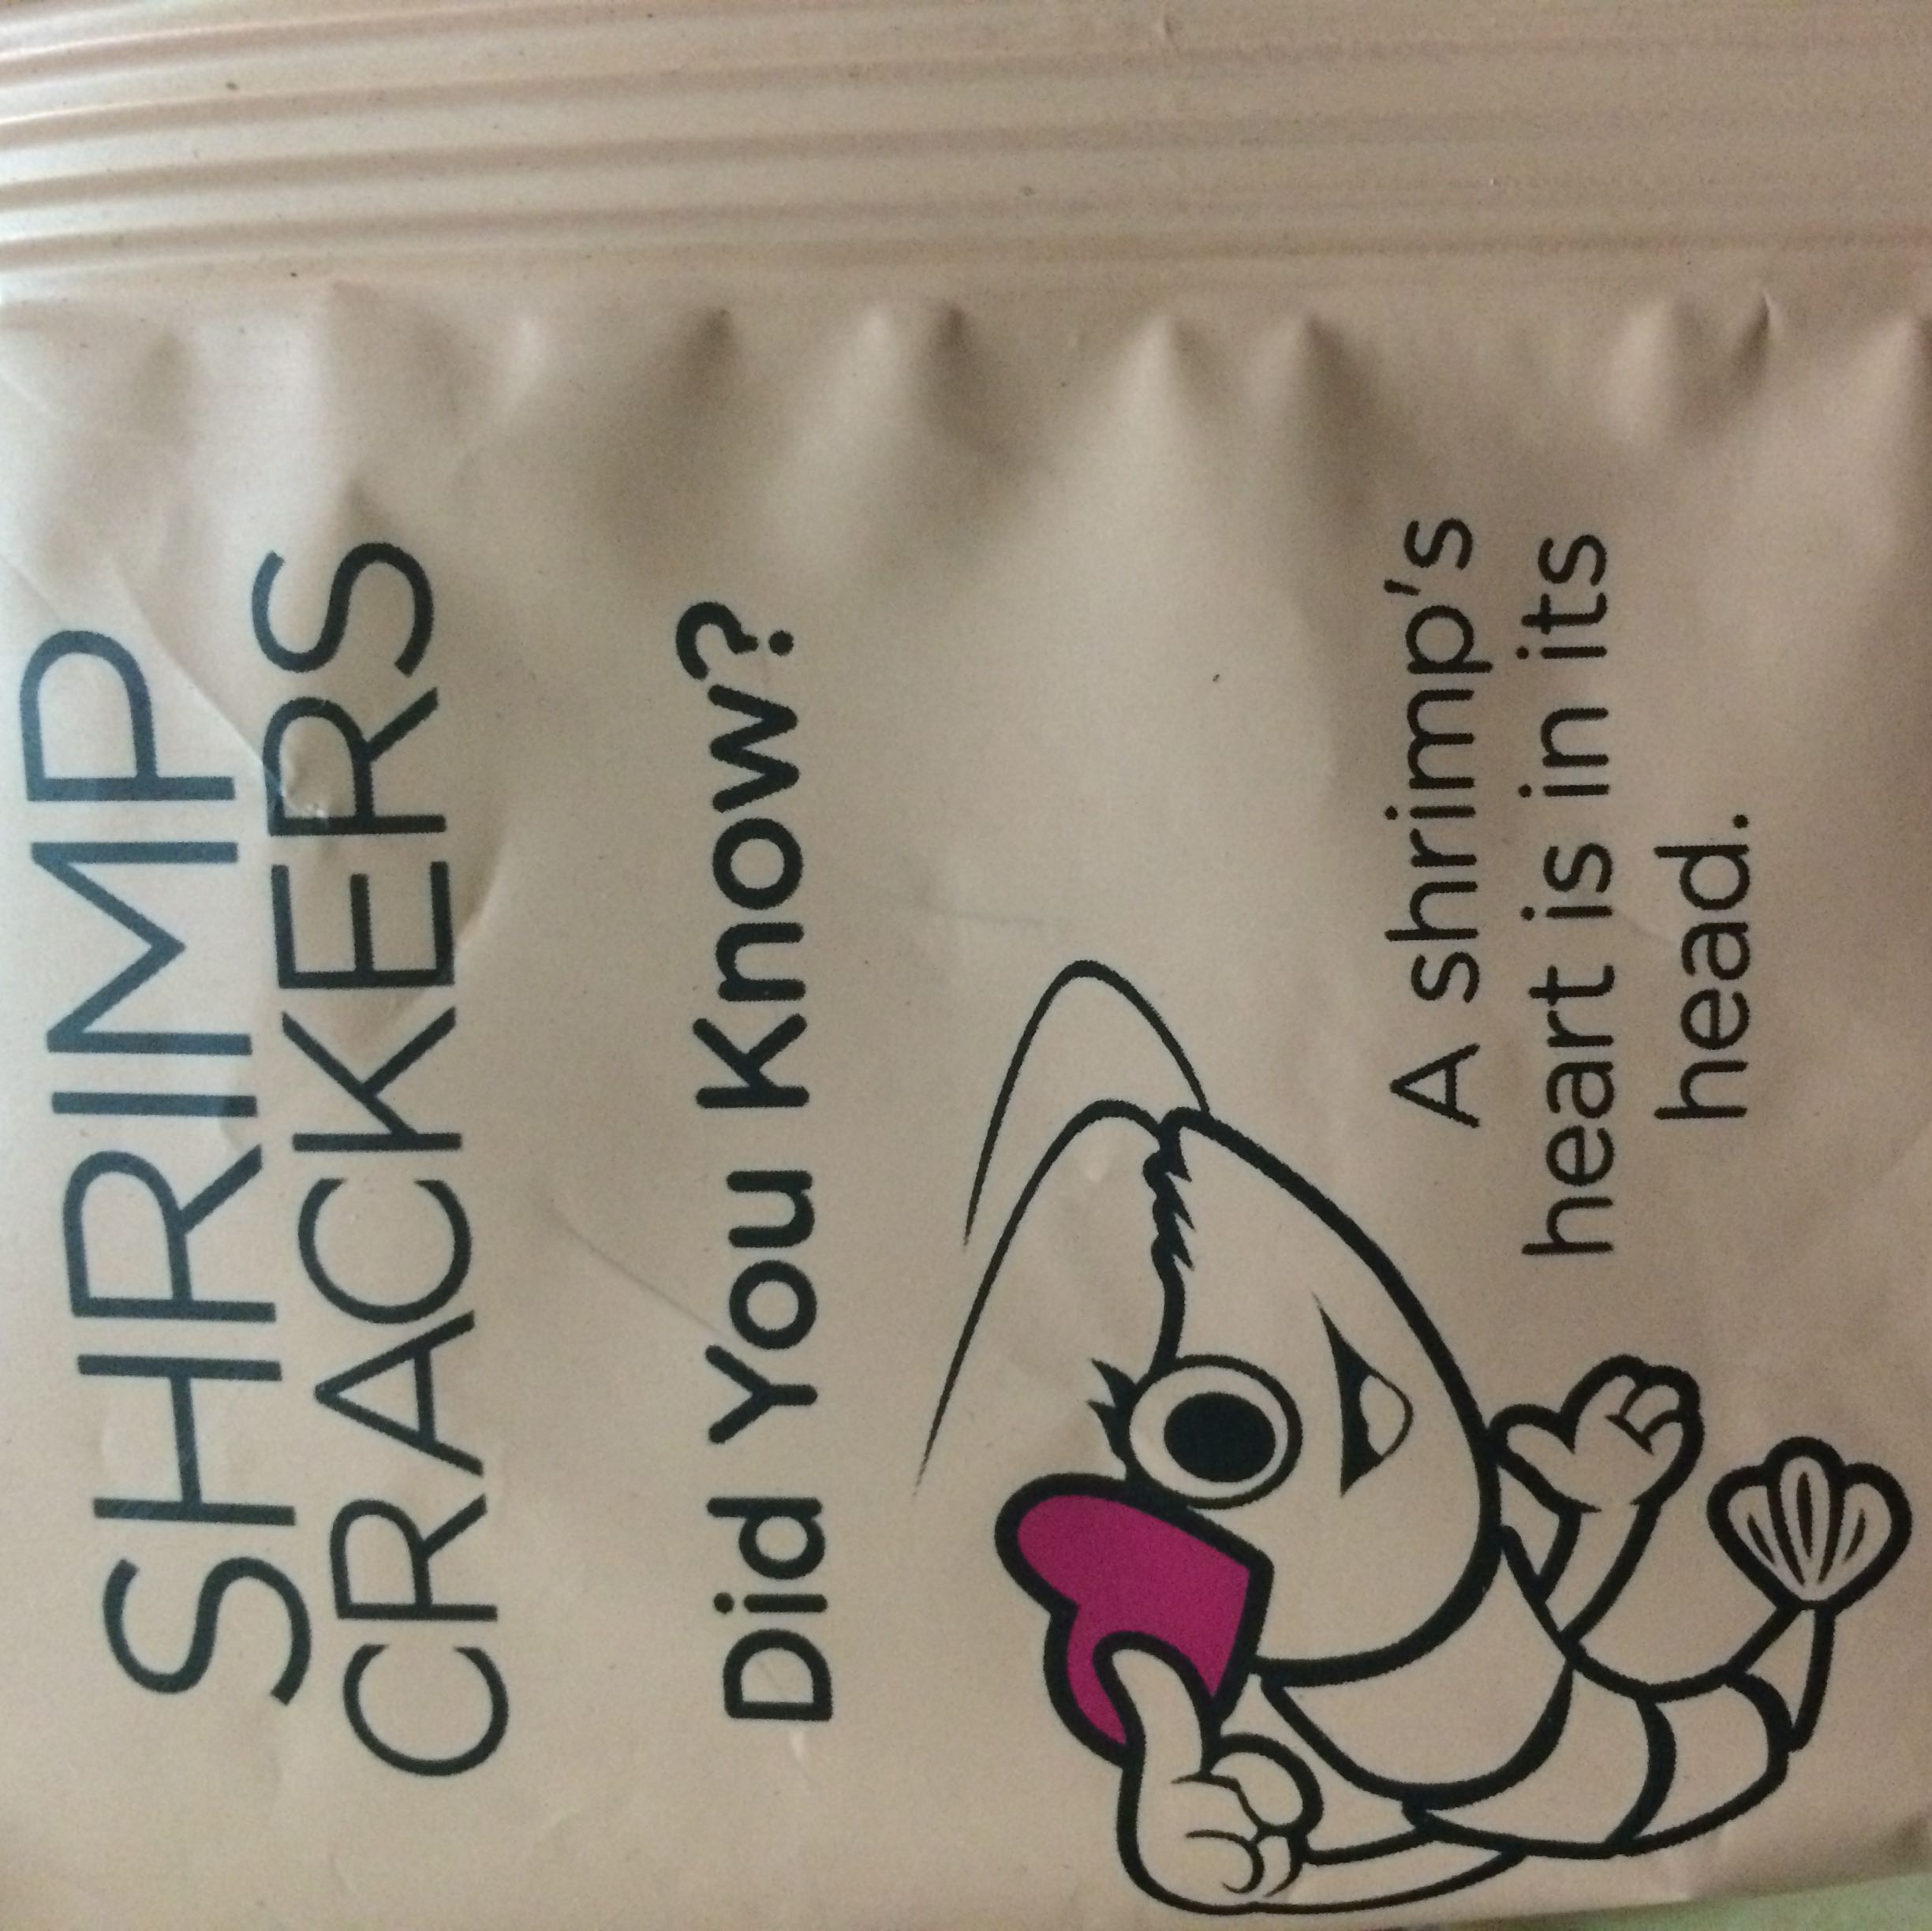 SHRIMP
CRACKERS
Did You Know?
A shrimp's
heart is in its
head.